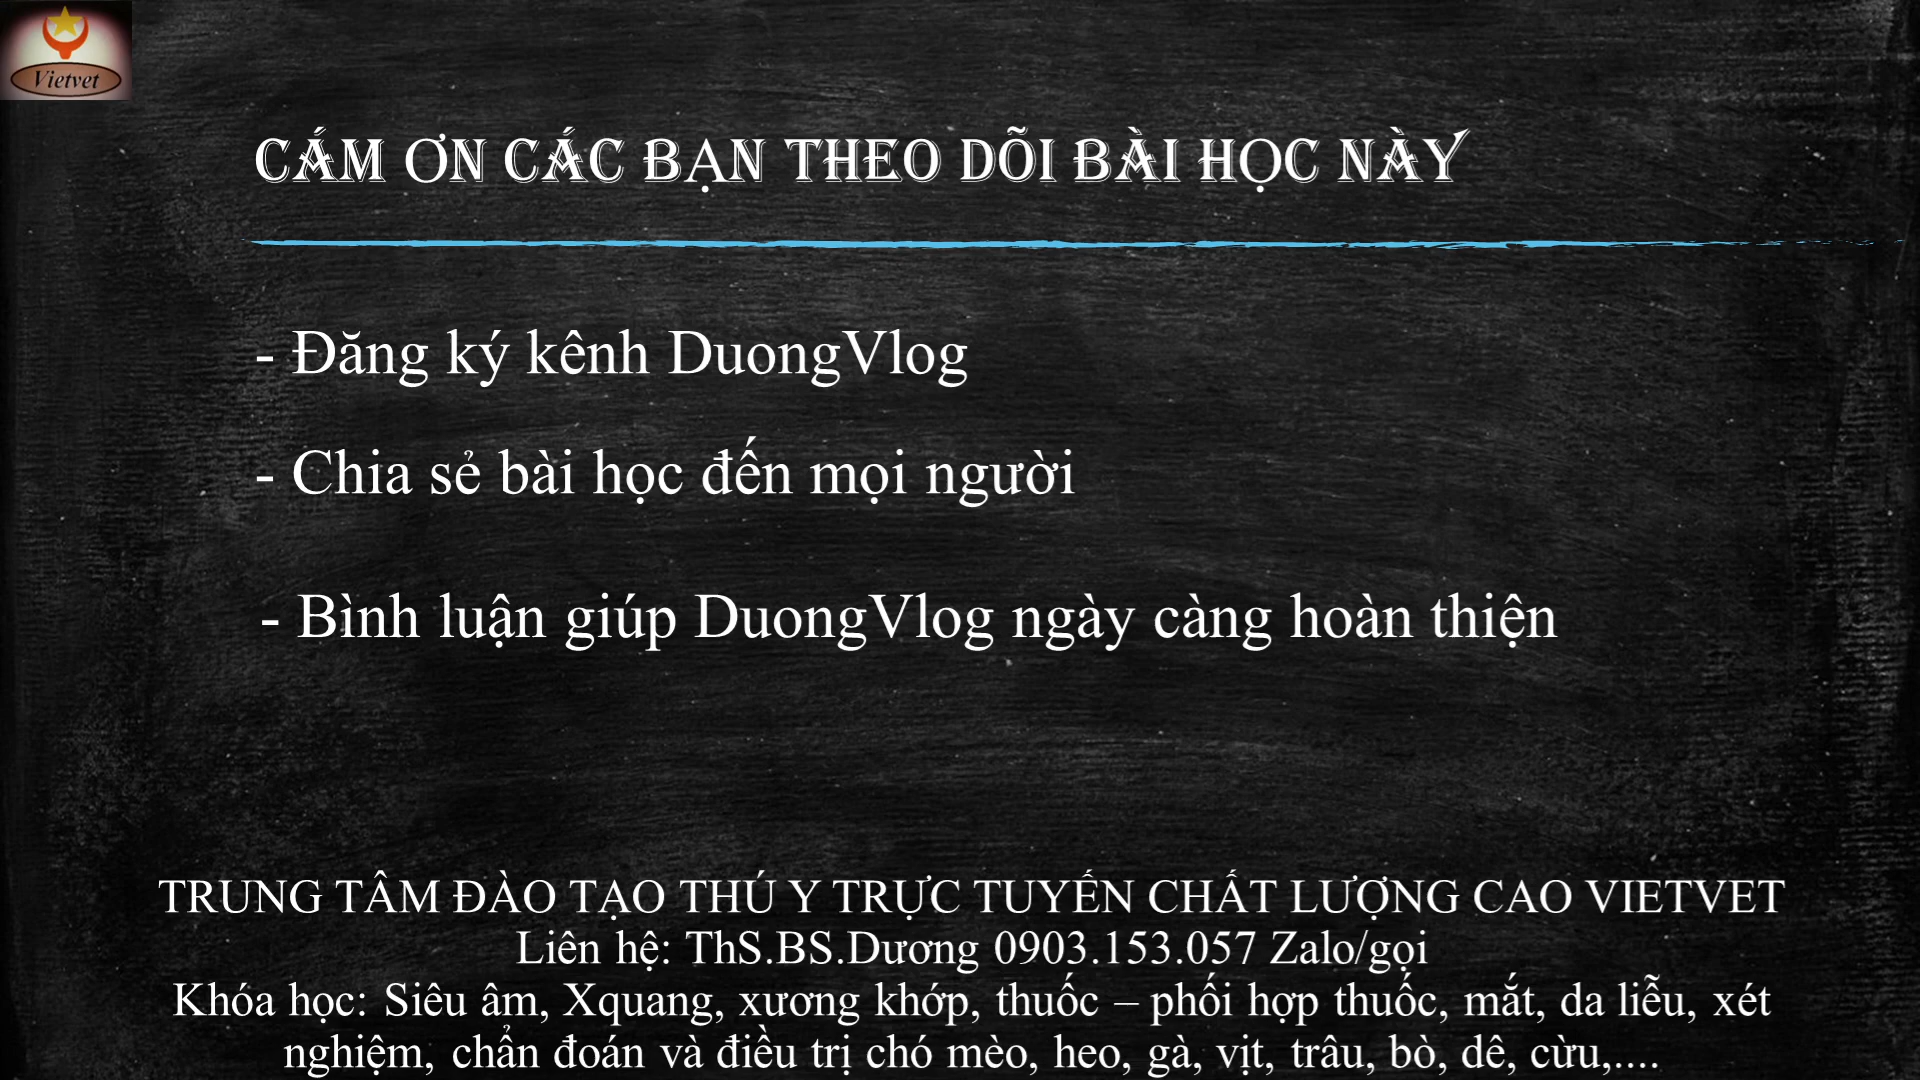 Vietvet
CÁM ƠN CÁC BẠN THEO DÕI BÀI HỌC NÀY
- Đăng ký kênh DuongVlog
- Chia sẻ bài học đến mọi người
- Bình luận giúp DuongVlog ngày càng hoàn thiện
TRUNG TÂM ĐÀO TẠO THÚ Y TRỰC TUYẾN CHẤT LƯỢNG CAO VIETVET
Liên hệ: ThS.BS.Dương 0903.153.057 Zalo/gọi
Khóa học: Siêu âm, Xquang, xương khớp, thuốc – phối hợp thuốc, mắt, da liễu, xét
nghiệm, chẩn đoán và điều trị chó mèo, heo, gà, vịt, trâu, bò, dê, cừu,....